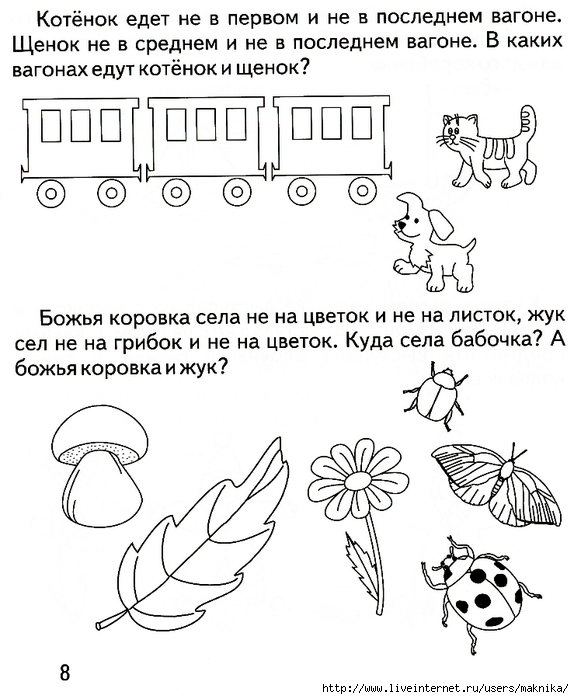 Котёнок едет не в первом и не в последнем вагоне.
Щенок не в среднем и не в последнем вагоне. В каких
вагонах едут котёнок и щенок?
Божья коровка села не на цветок и не на листок, жук
сел не на грибок и не на цветок. Куда села бабочка? А
божья коровка и жук?
8
http://www.liveinternet.ru/users/maknika/